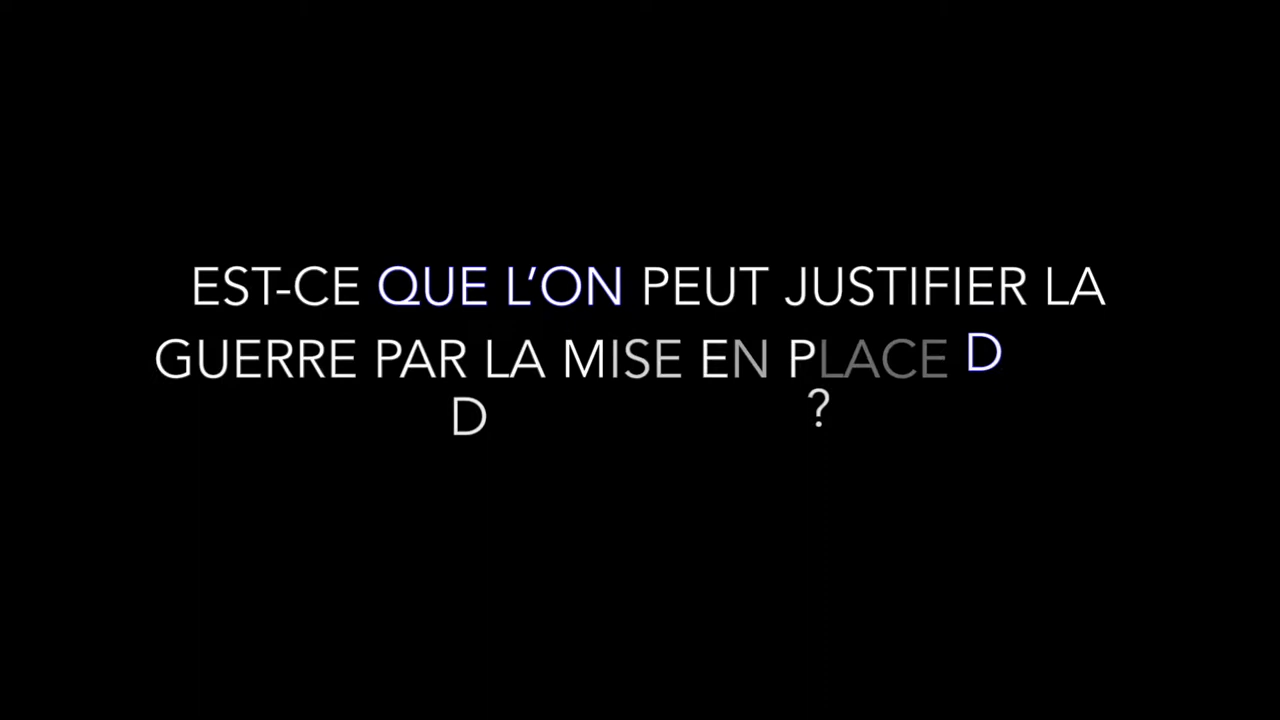 EST-CE QUE L’ON PEUT JUSTIFIER LA
GUERRE PAR LA MISE EN PLACE D
D ?